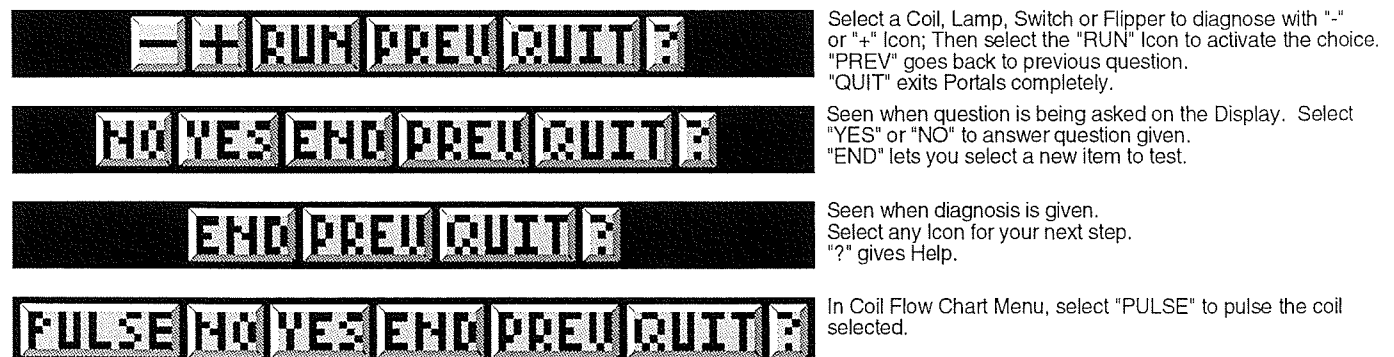 - + RUN PREV QUIT ?
Select a Coil, Lamp, Switch or Flipper to diagnose with "-"
or "+" Icon; Then select the "RUN" Icon to activate the choice.
"PREV" goes back to previous question.
"QUIT" exits Portals completely.
NO YES END PREV QUIT ?
Seen when question is being asked on the Display. Select
"YES" or "NO" to answer question given.
"END" lets you select a new item to test.
END PREV QUIT ?
Seen when diagnosis is given.
Select any Icon for your next step.
"?" gives Help.
PULSE NO YES END PREV QUIT ?
In Coil Flow Chart Menu, select "PULSE" to pulse the coil
selected.